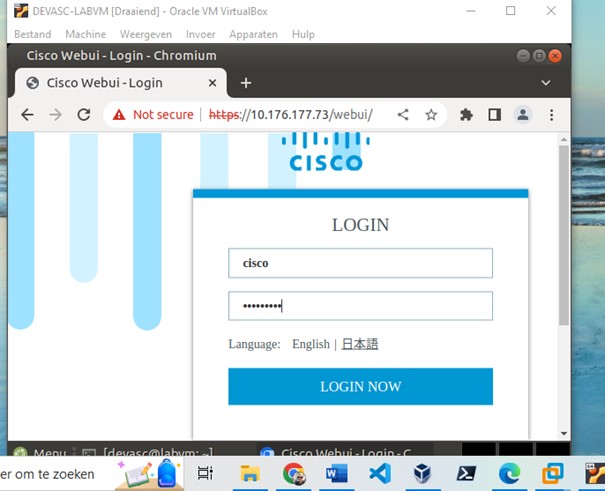 DEVASC-LABVM [Draaiend] - Oracle VM VirtualBox
Bestand Machine Weergeven Invoer Apparaten Hulp
Cisco Webui - Login - Chromium
Cisco Webui - Login
Not secure https://10.176.177.73/webui/
CISCO
LOGIN
cisco
•••••••••
Language: English | 日本語
LOGIN NOW
Menu [devasc@labvm: ~] Cisco Webui - Login - C...
er om te zoeken